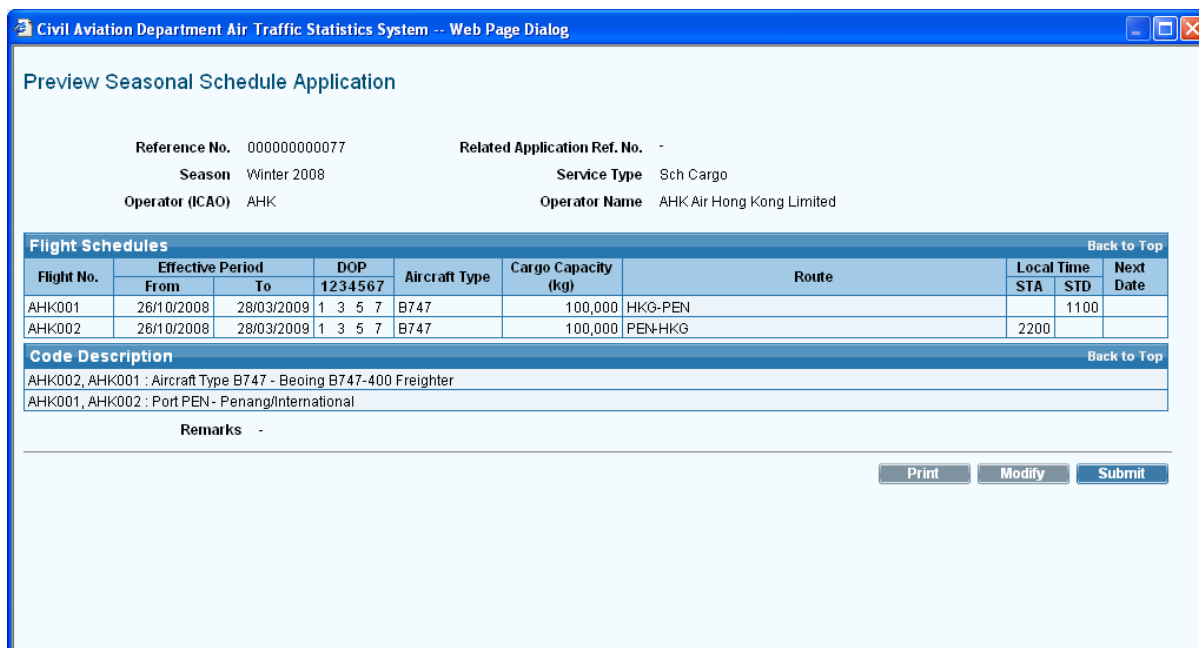 Civil Aviation Department Air Traffic Statistics System -- Web Page Dialog
Preview Seasonal Schedule Application
Reference No. 000000000077 Related Application Ref. No. -
Season Winter 2008 Service Type Sch Cargo
Operator (ICAO) AHK Operator Name AHK Air Hong Kong Limited
Flight Schedules Back to Top
Flight No. Effective Period DOP Aircraft Type Cargo Capacity (kg) Route Local Time Next Date
From To 1234567 STA STD
AHK001 26/10/2008 28/03/2009 1 3 5 7 B747 100,000 HKG-PEN 1100
AHK002 26/10/2008 28/03/2009 1 3 5 7 B747 100,000 PEN-HKG 2200
Code Description Back to Top
AHK002, AHK001 : Aircraft Type B747 - Beoing B747-400 Freighter
AHK001, AHK002 : Port PEN - Penang/International
Remarks -
Print Modify Submit